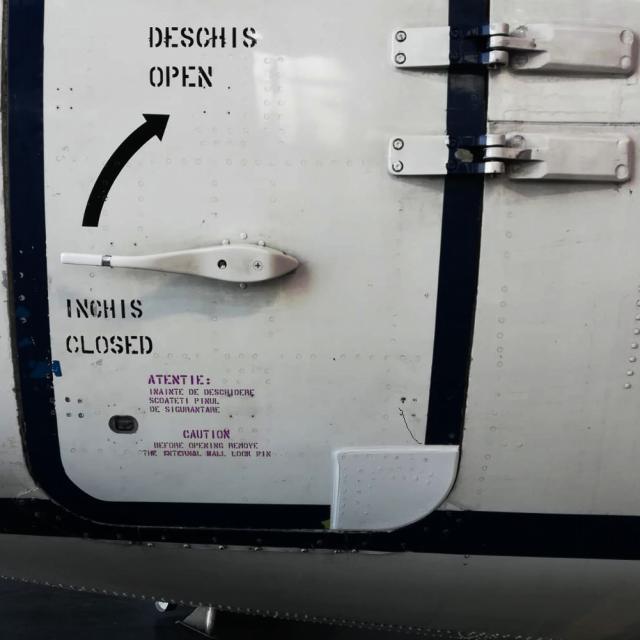 DESCHIS
OPEN
INCHIS
CLOSED
ATENTIE:
INAINTE DE DESCHIDERE
SCOATETI PINUL
DE SIGURANTARE
CAUTION
BEFORE OPENING REMOVE
THE EXTERNAL WALL LOCK PIN